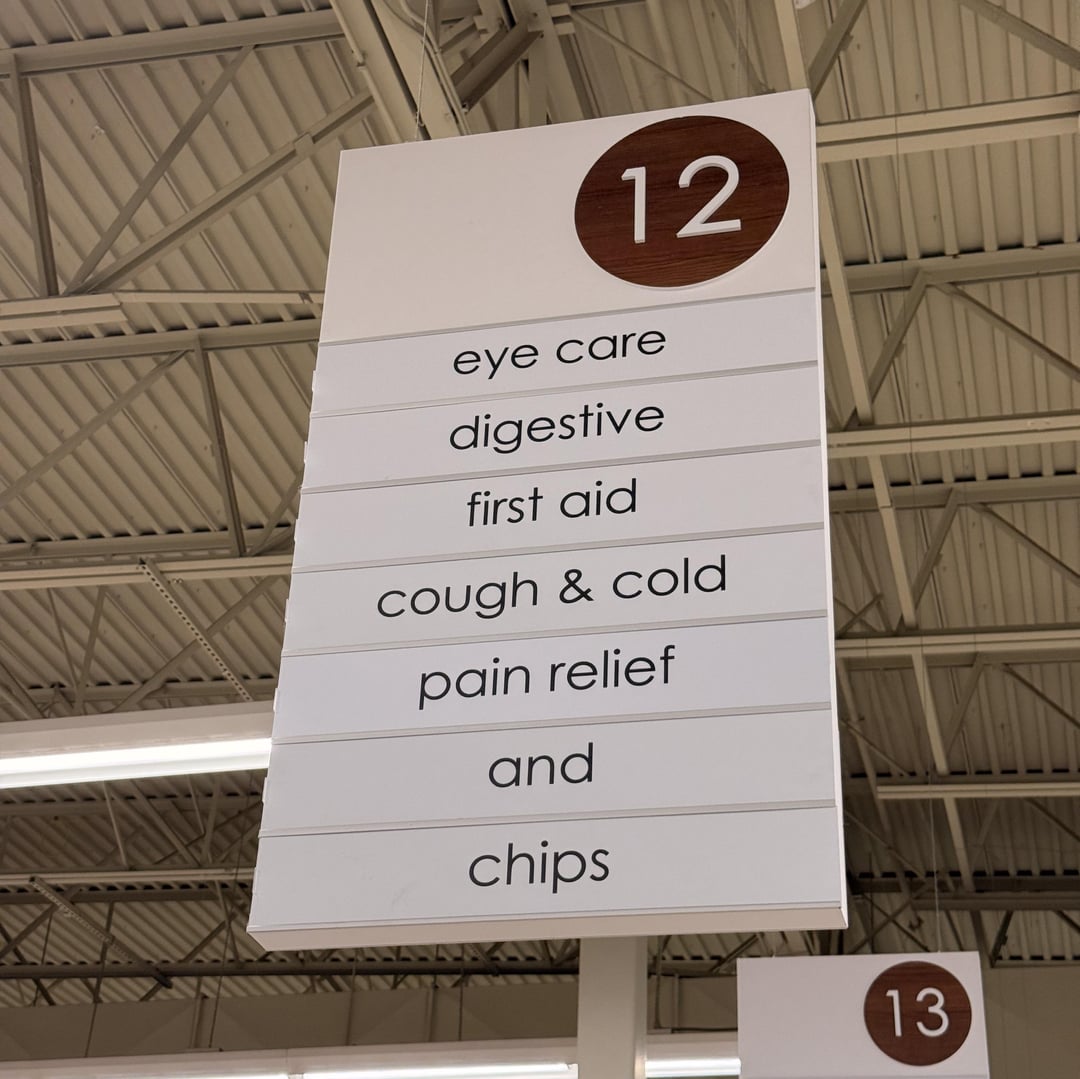 12
eye care
digestive
first aid
cough & cold
pain relief
and
chips
13